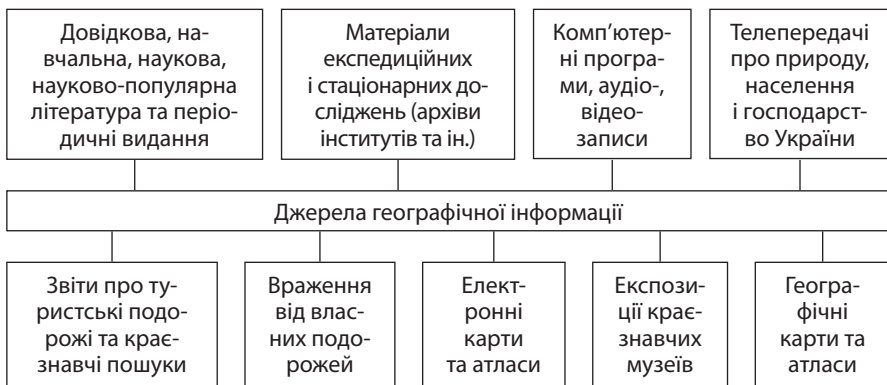 Довідкова, на-
вчальна, наукова,
науково-популярна
література та періо-
дичні видання
Матеріали
експедиційних
і стаціонарних до-
сліджень (архіви
інститутів та ін.)
Комп'ютер-
ні програ-
ми, аудіо-,
відео-
записи
Телепередачі
про природу,
населення
і господарст-
во України
Джерела географічної інформації
Звіти про ту-
ристські подо-
рожі та крає-
знавчі пошуки
Враження
від влас-
них подо-
рожей
Елект-
ронні
карти
та атласи
Експози-
ції крає-
знавчих
музеїв
Геогра-
фічні
карти та
атласи